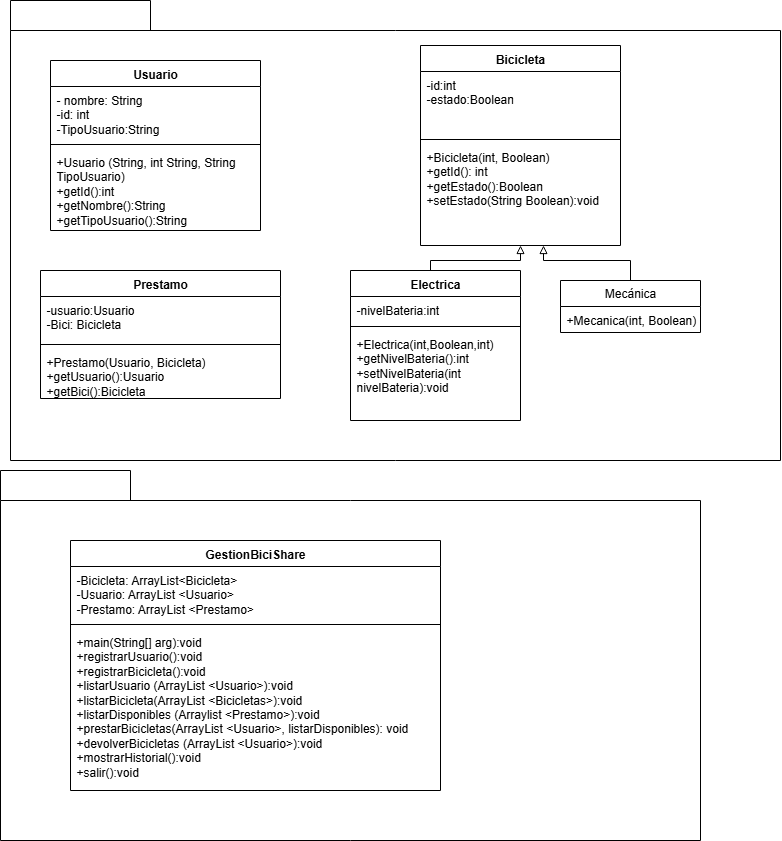 Usuario
- nombre: String
-id: int
-TipoUsuario:String
+Usuario (String, int String, String
TipoUsuario)
+getId():int
+getNombre():String
+getTipoUsuario():String
Bicicleta
-id:int
-estado:Boolean
+Bicicleta(int, Boolean)
+getId(): int
+getEstado():Boolean
+setEstado(String Boolean):void
Prestamo
-usuario:Usuario
-Bici: Bicicleta
+Prestamo(Usuario, Bicicleta)
+getUsuario():Usuario
+getBici():Bicicleta
Electrica
-nivelBateria:int
+Electrica(int,Boolean,int)
+getNivelBateria():int
+setNivelBateria(int
nivelBateria):void
Mecánica
+Mecanica(int, Boolean)
GestionBiciShare
-Bicicleta: ArrayList<Bicicleta>
-Usuario: ArrayList <Usuario>
-Prestamo: ArrayList <Prestamo>
+main(String[] arg):void
+registrarUsuario():void
+registrarBicicleta():void
+listarUsuario (ArrayList <Usuario>):void
+listarBicicleta(ArrayList <Bicicletas>):void
+listarDisponibles (Arraylist <Prestamo>):void
+prestarBicicletas(ArrayList <Usuario>, listarDisponibles): void
+devolverBicicletas (ArrayList <Usuario>):void
+mostrarHistorial():void
+salir():void